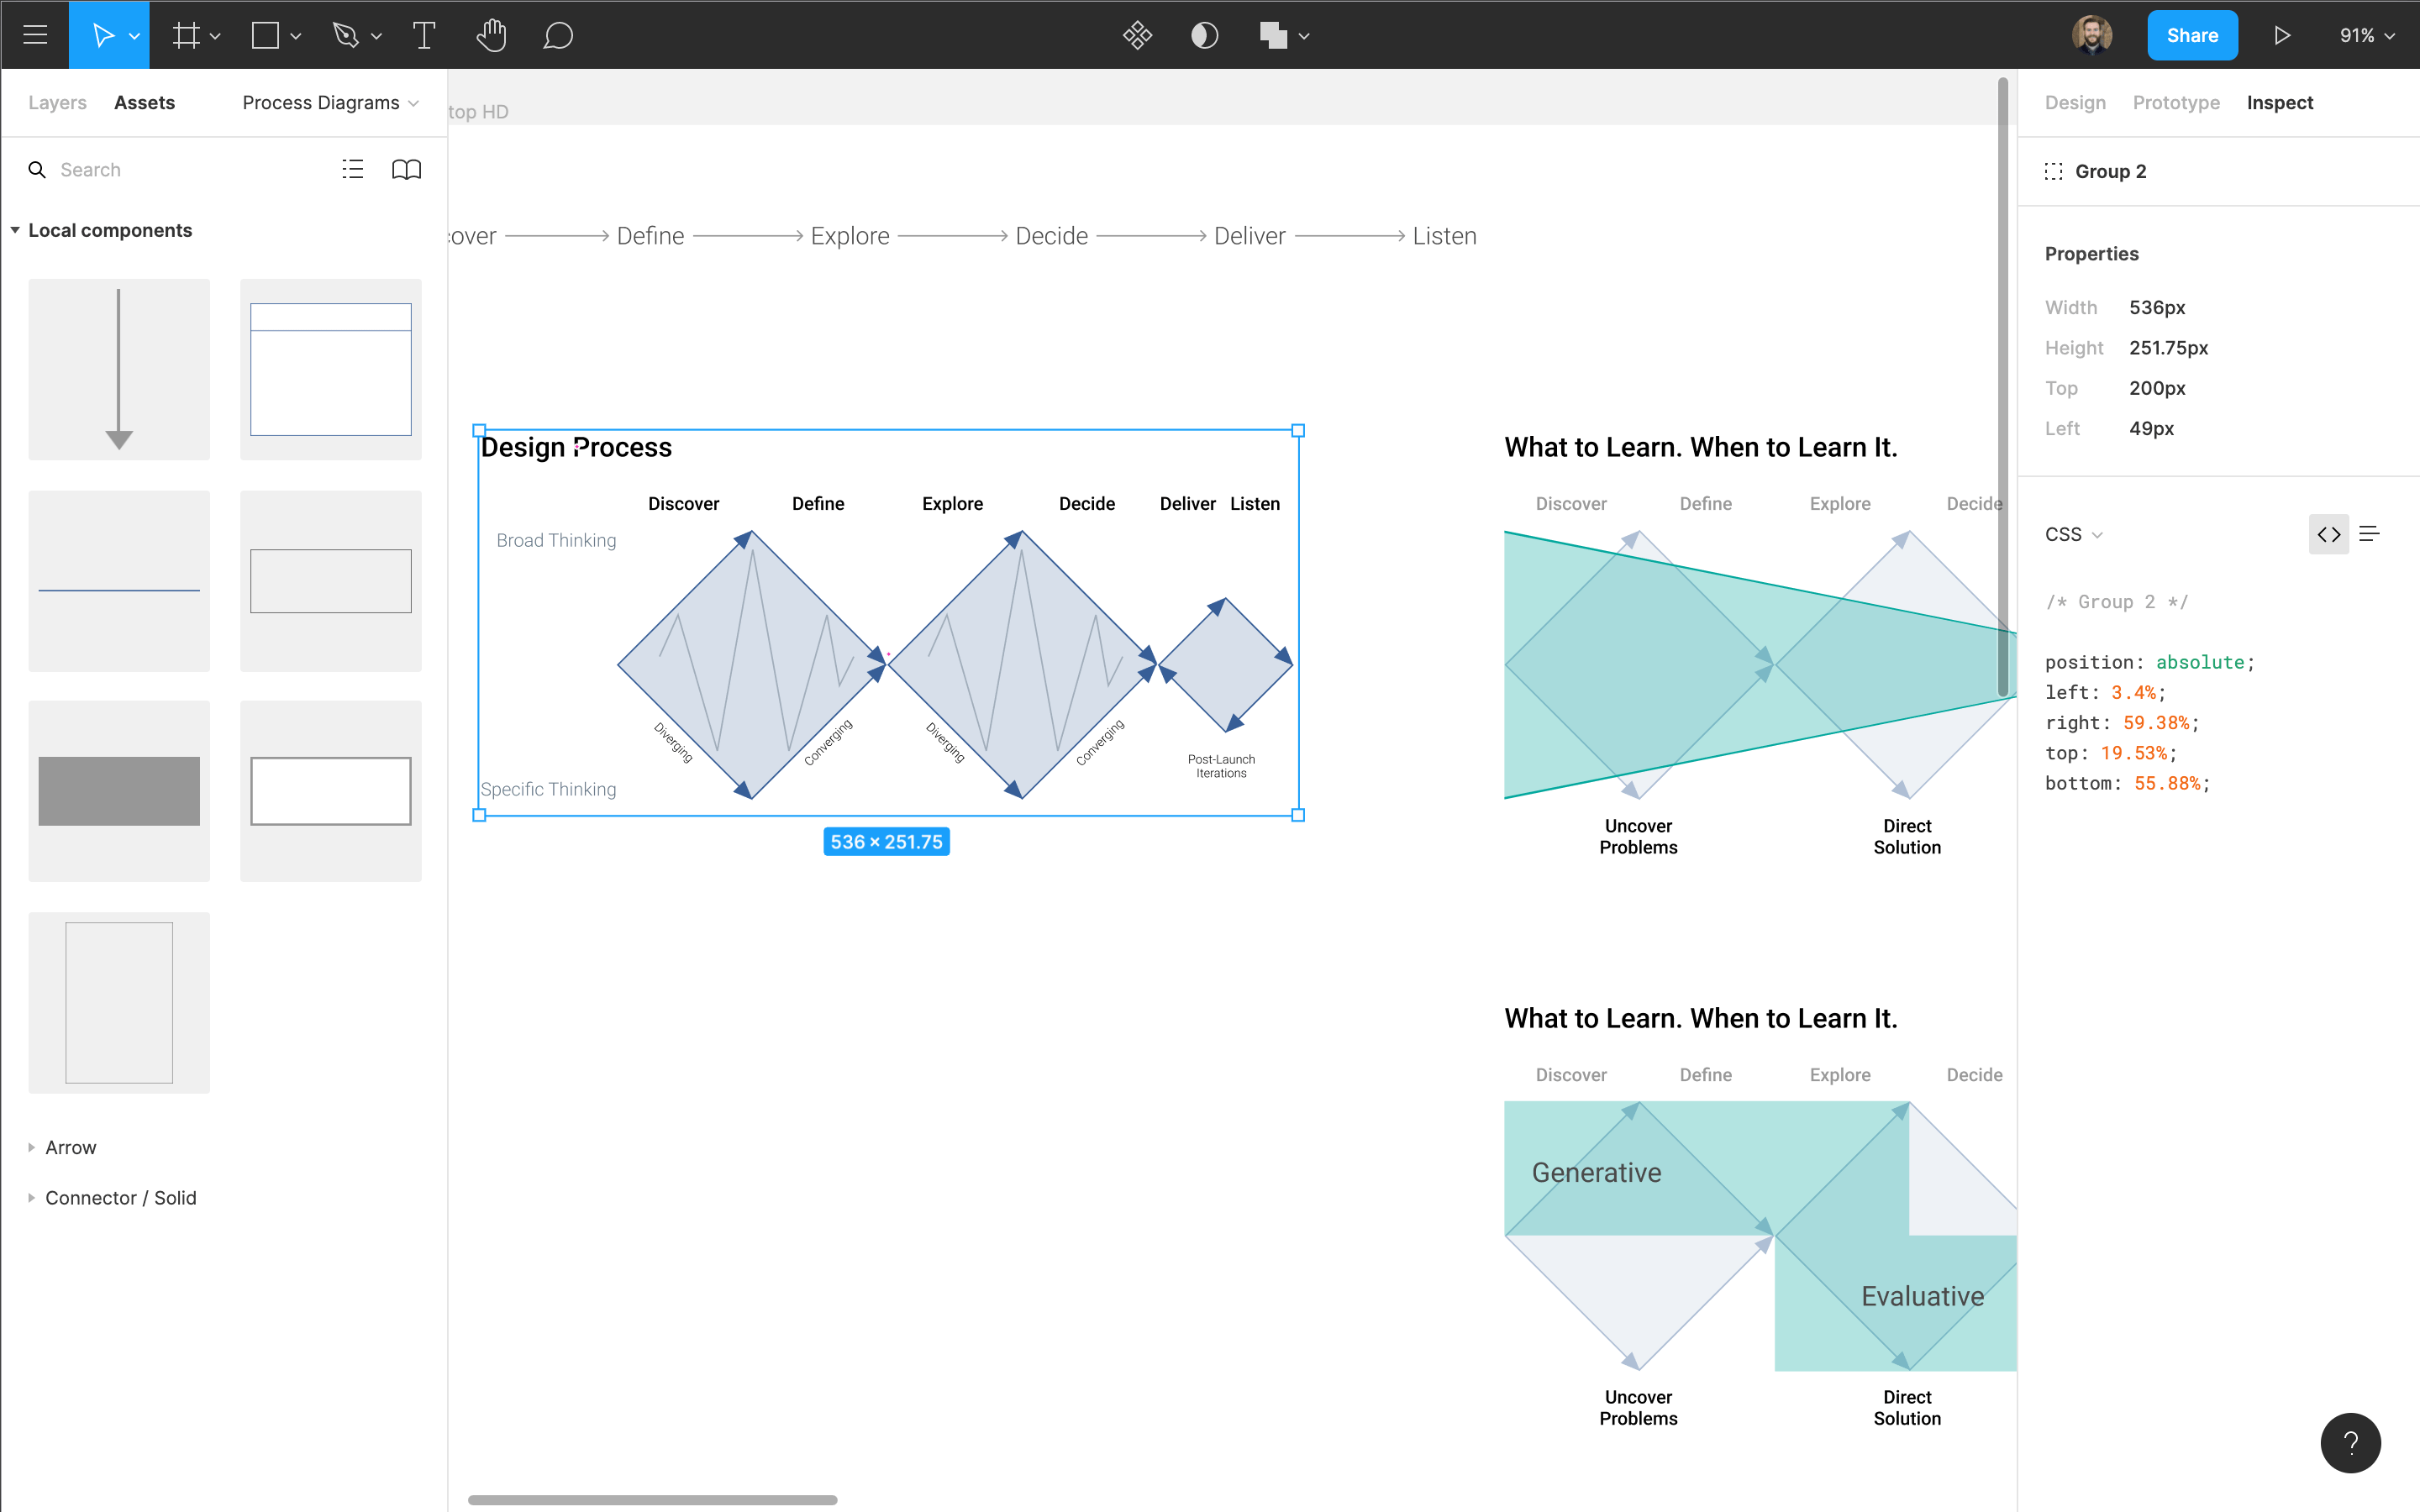 Share
91%
Layers
Assets
Process Diagrams
Search
Local components
Arrow
Connector / Solid
top HD
cover
Define
Explore
Decide
Deliver
Listen
Design Process
Discover
Define
Explore
Decide
Deliver
Listen
Broad Thinking
Diverging
Converging
Diverging
Converging
Post-Launch
Iterations
Specific Thinking
536 × 251.75
What to Learn. When to Learn It.
Discover
Define
Explore
Decide
Uncover
Problems
Direct
Solution
What to Learn. When to Learn It.
Discover
Define
Explore
Decide
Generative
Evaluative
Uncover
Problems
Direct
Solution
Design
Prototype
Inspect
Group 2
Properties
Width 536px
Height 251.75px
Top 200px
Left 49px
CSS
/* Group 2 */
position: absolute;
left: 3.4%;
right: 59.38%;
top: 19.53%;
bottom: 55.88%;
?